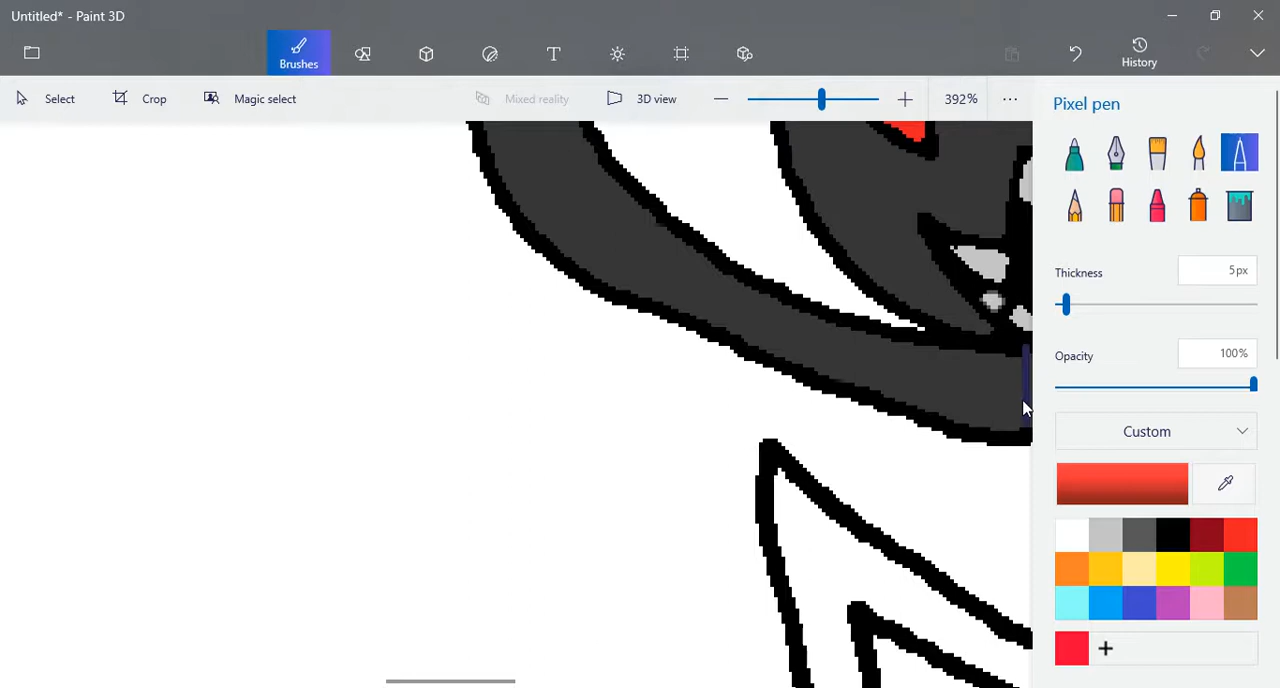 Untitled* - Paint 3D
Brushes
History
Select
Crop
Magic select
Mixed reality
3D view
392%
Pixel pen
Thickness
5px
Opacity
100%
Custom